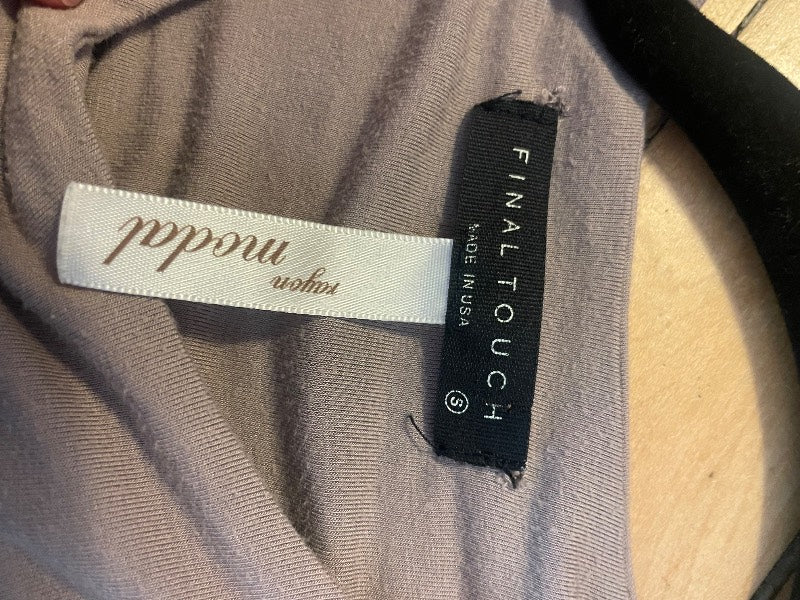 FINAL TOUCH
MADE IN USA
S
rayon
modal